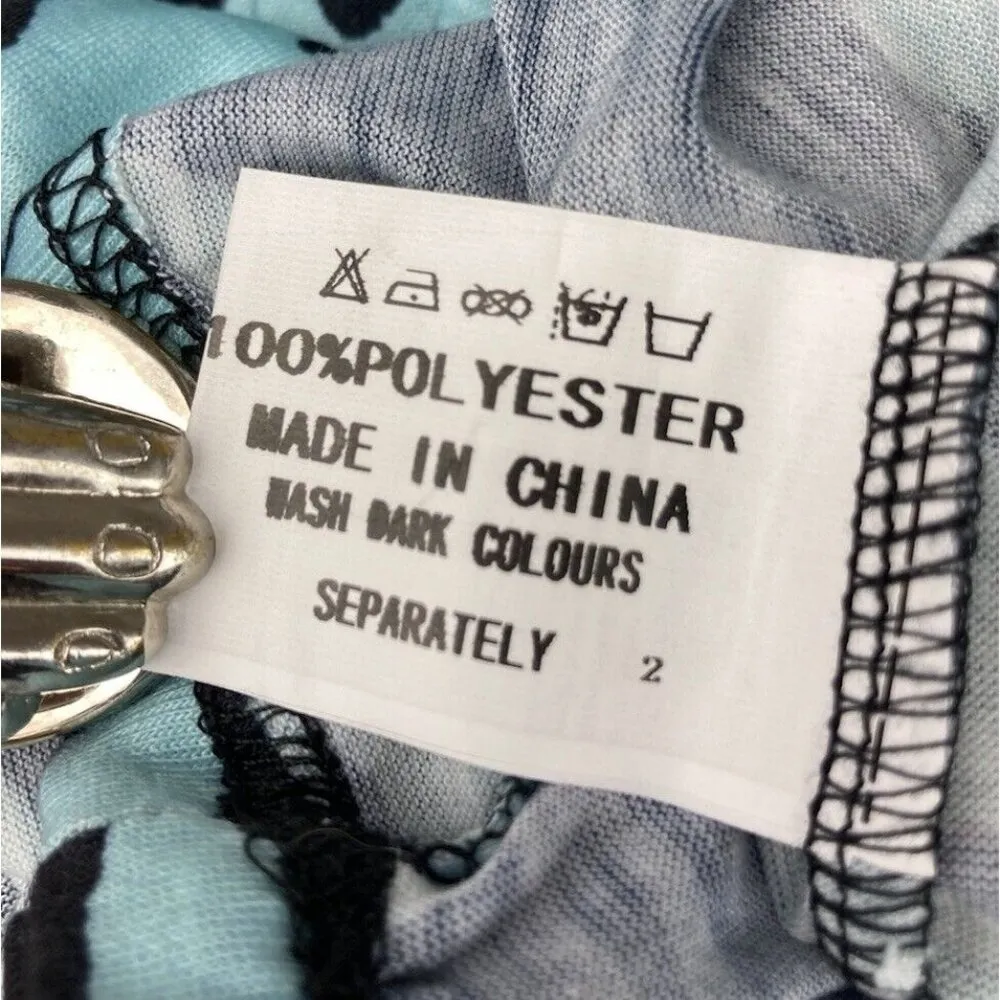 100%POLYESTER
MADE IN CHINA
WASH DARK COLOURS
SEPARATELY 2